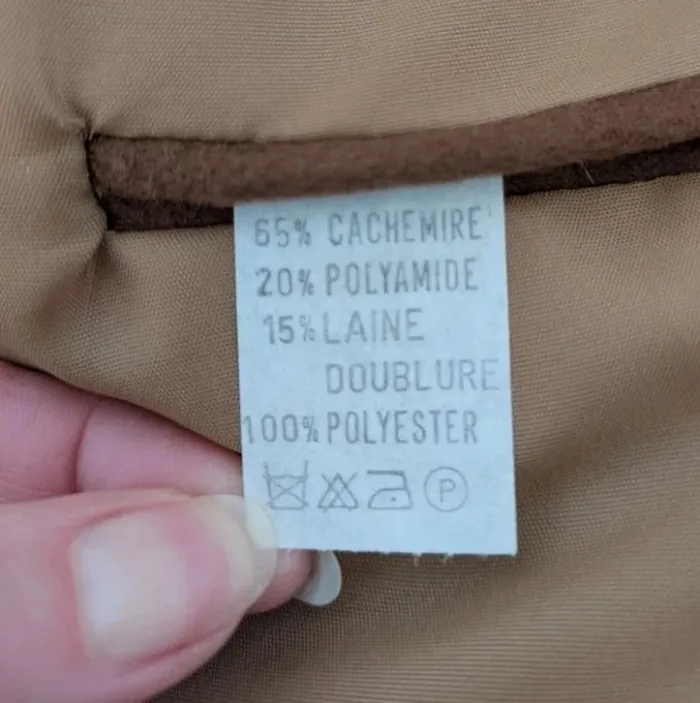 65% CACHEMIRE
20% POLYAMIDE
15% LAINE
DOUBLURE
100% POLYESTER
P